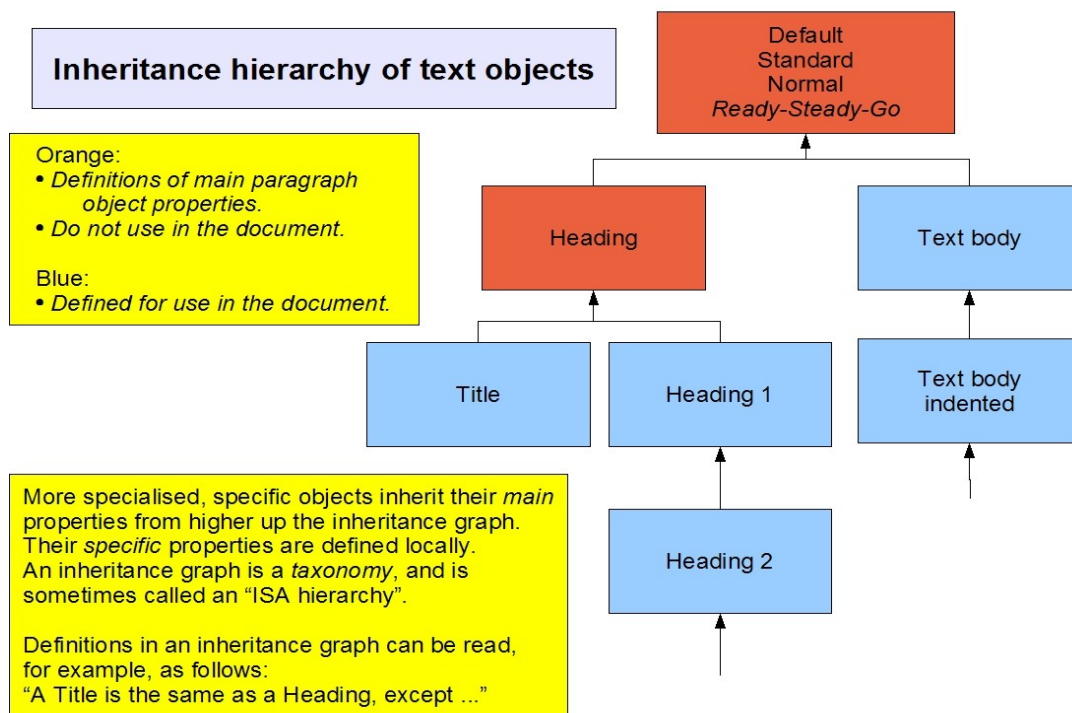 Inheritance hierarchy of text objects
Default
Standard
Normal
Ready-Steady-Go
Orange:
• Definitions of main paragraph
object properties.
• Do not use in the document.
Blue:
• Defined for use in the document.
Heading
Text body
Title
Heading 1
Text body
indented
Heading 2
More specialised, specific objects inherit their main
properties from higher up the inheritance graph.
Their specific properties are defined locally.
An inheritance graph is a taxonomy, and is
sometimes called an “ISA hierarchy”.
Definitions in an inheritance graph can be read,
for example, as follows:
“A Title is the same as a Heading, except ...”